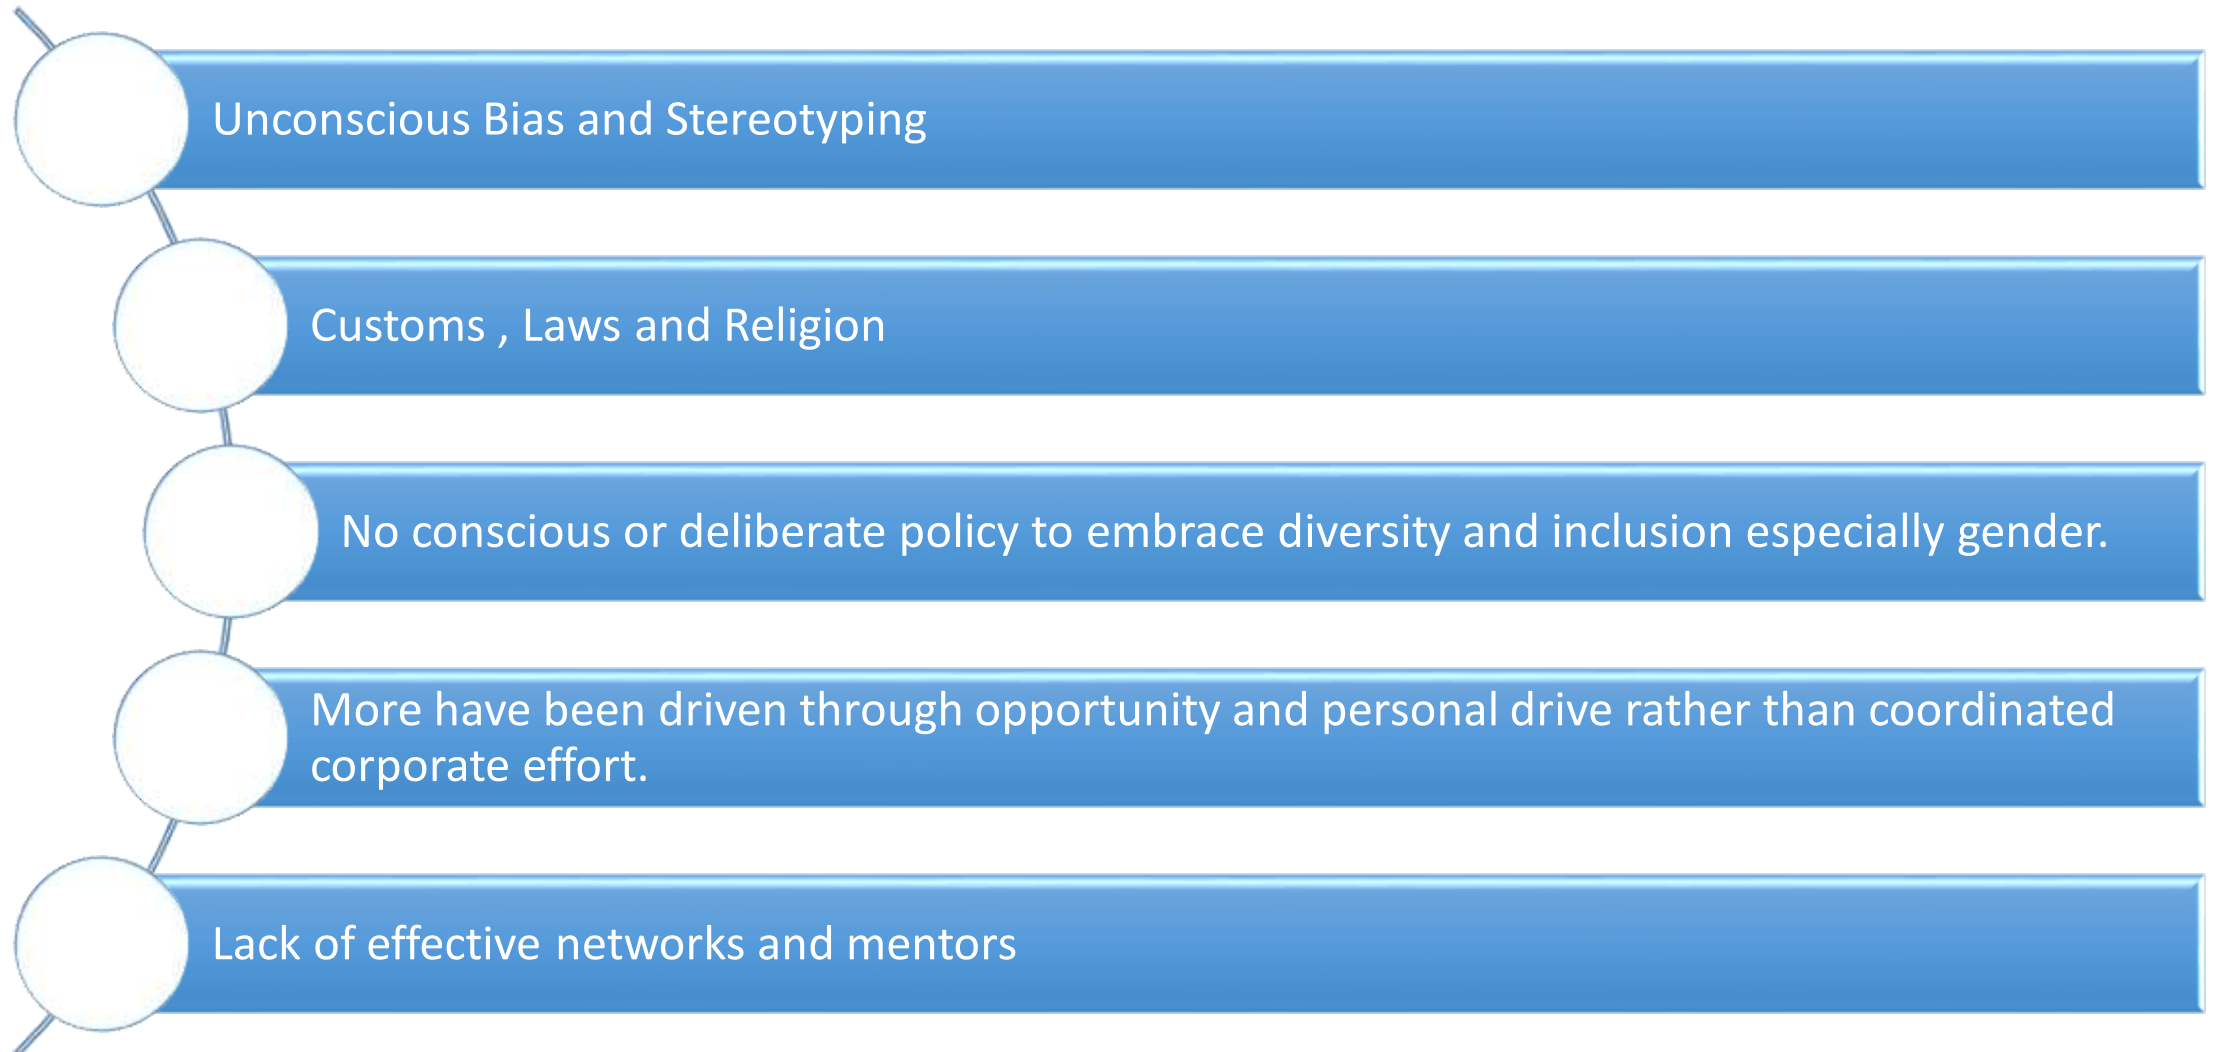 Unconscious Bias and Stereotyping
Customs , Laws and Religion
No conscious or deliberate policy to embrace diversity and inclusion especially gender.
More have been driven through opportunity and personal drive rather than coordinated
corporate effort.
Lack of effective networks and mentors